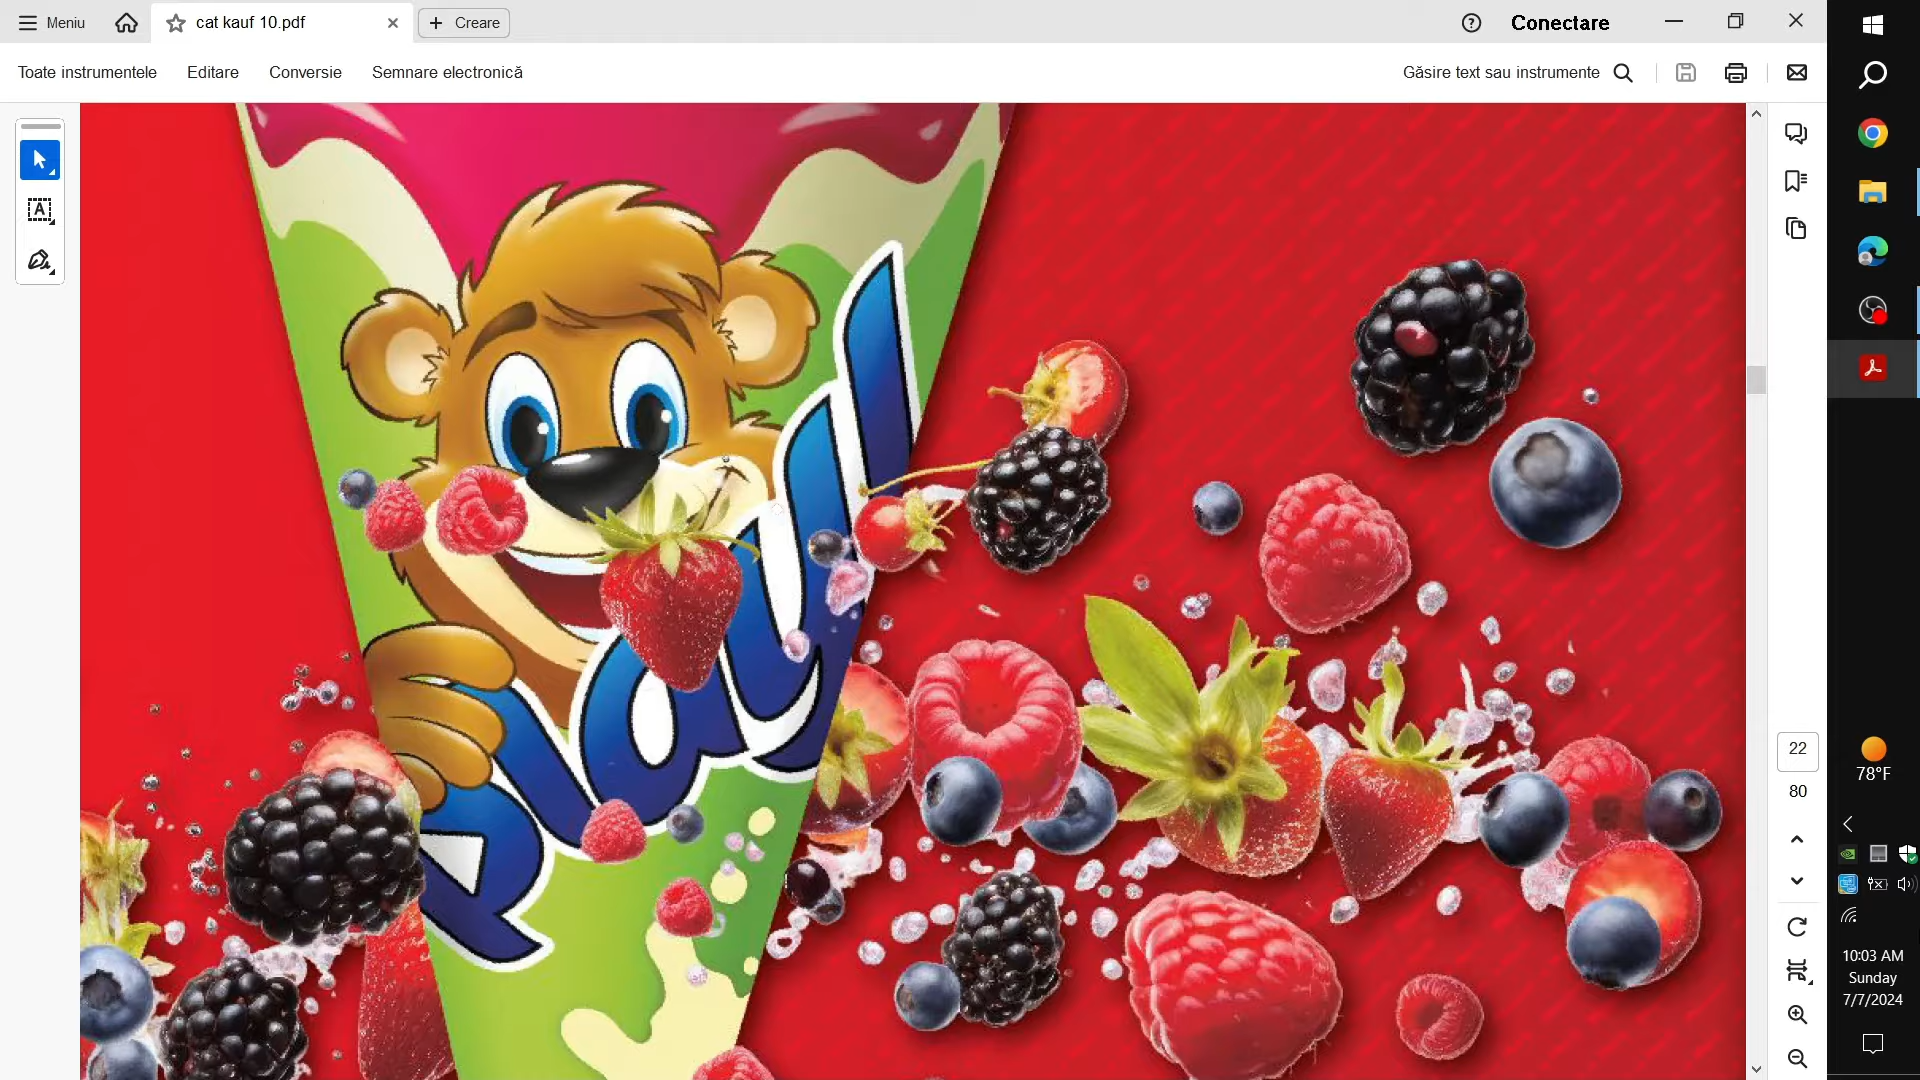 Meniu
cat kauf 10.pdf
Creare
Conectare
Toate instrumentele
Editare
Conversie
Semnare electronică
Găsire text sau instrumente
A
22
80
78°F
10:03 AM
Sunday
7/7/2024